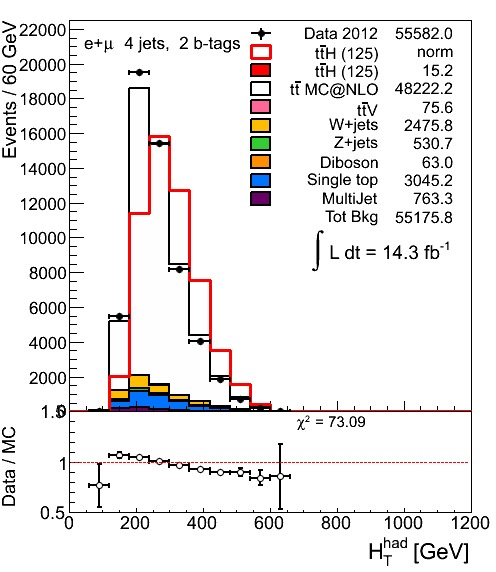 e+μ 4 jets, 2 b-tags
Data 2012 55582.0
tt̄H (125) norm
tt̄H (125) 15.2
tt̄ MC@NLO 48222.2
tt̄V 75.6
W+jets 2475.8
Z+jets 530.7
Diboson 63.0
Single top 3045.2
MultiJet 763.3
Tot Bkg 55175.8
∫ L dt = 14.3 fb⁻¹
Events / 60 GeV
22000
20000
18000
16000
14000
12000
10000
8000
6000
4000
2000
0
χ² = 73.09
Data / MC
1.5
1
0.5
0 200 400 600 800 1000 1200
H_T^had [GeV]